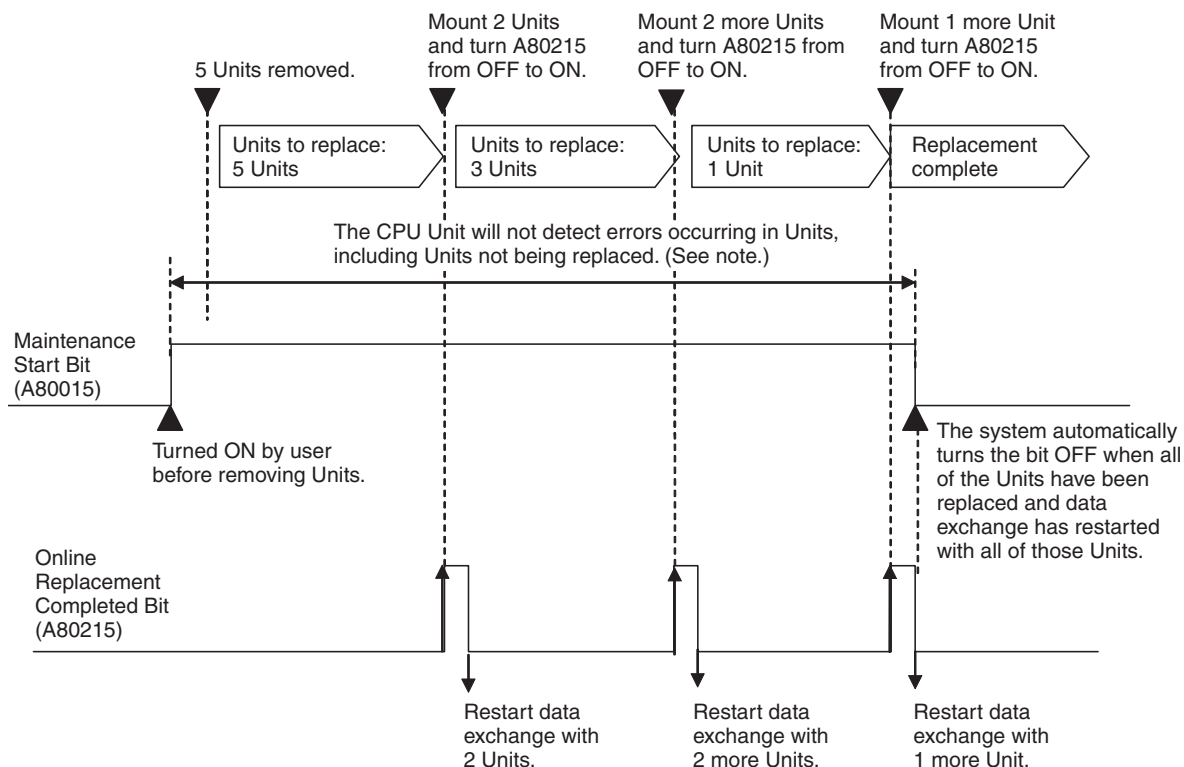 5 Units removed.
Mount 2 Units
and turn A80215
from OFF to ON.
Mount 2 more Units
and turn A80215 from
OFF to ON.
Mount 1 more Unit
and turn A80215
from OFF to ON.
Units to replace:
5 Units
Units to replace:
3 Units
Units to replace:
1 Unit
Replacement
complete
The CPU Unit will not detect errors occurring in Units,
including Units not being replaced. (See note.)
Maintenance
Start Bit
(A80015)
Turned ON by user
before removing Units.
The system automatically
turns the bit OFF when all
of the Units have been
replaced and data
exchange has restarted
with all of those Units.
Online
Replacement
Completed Bit
(A80215)
Restart data
exchange with
2 Units.
Restart data
exchange with
2 more Units.
Restart data
exchange with
1 more Unit.